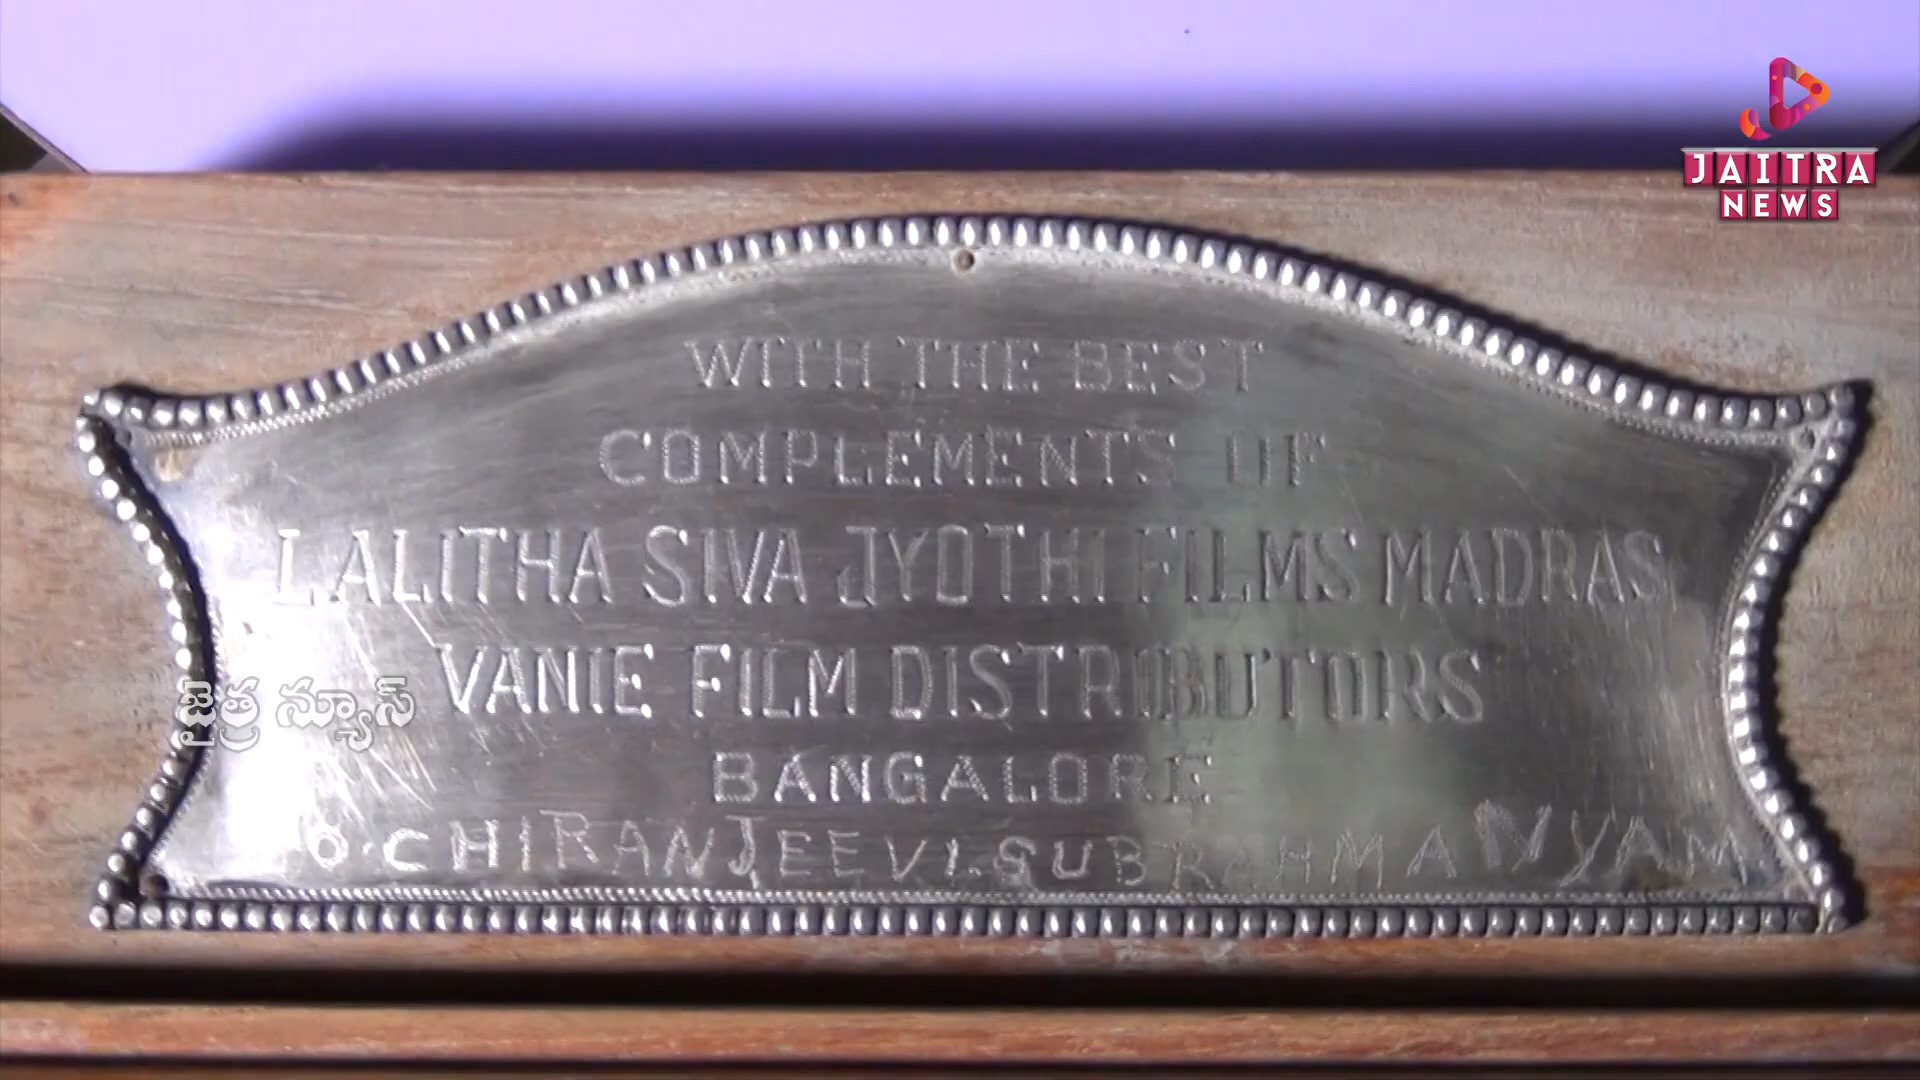 JAITRA
NEWS
WITH THE BEST
COMPLEMENTS OF
LALITHA SIVA JYOTHI FILMS MADRAS
VANIE FILM DISTRIBUTORS
BANGALORE
O. CHIRANJEEVI. SUBRAHMANYAM
జైత్ర న్యూస్